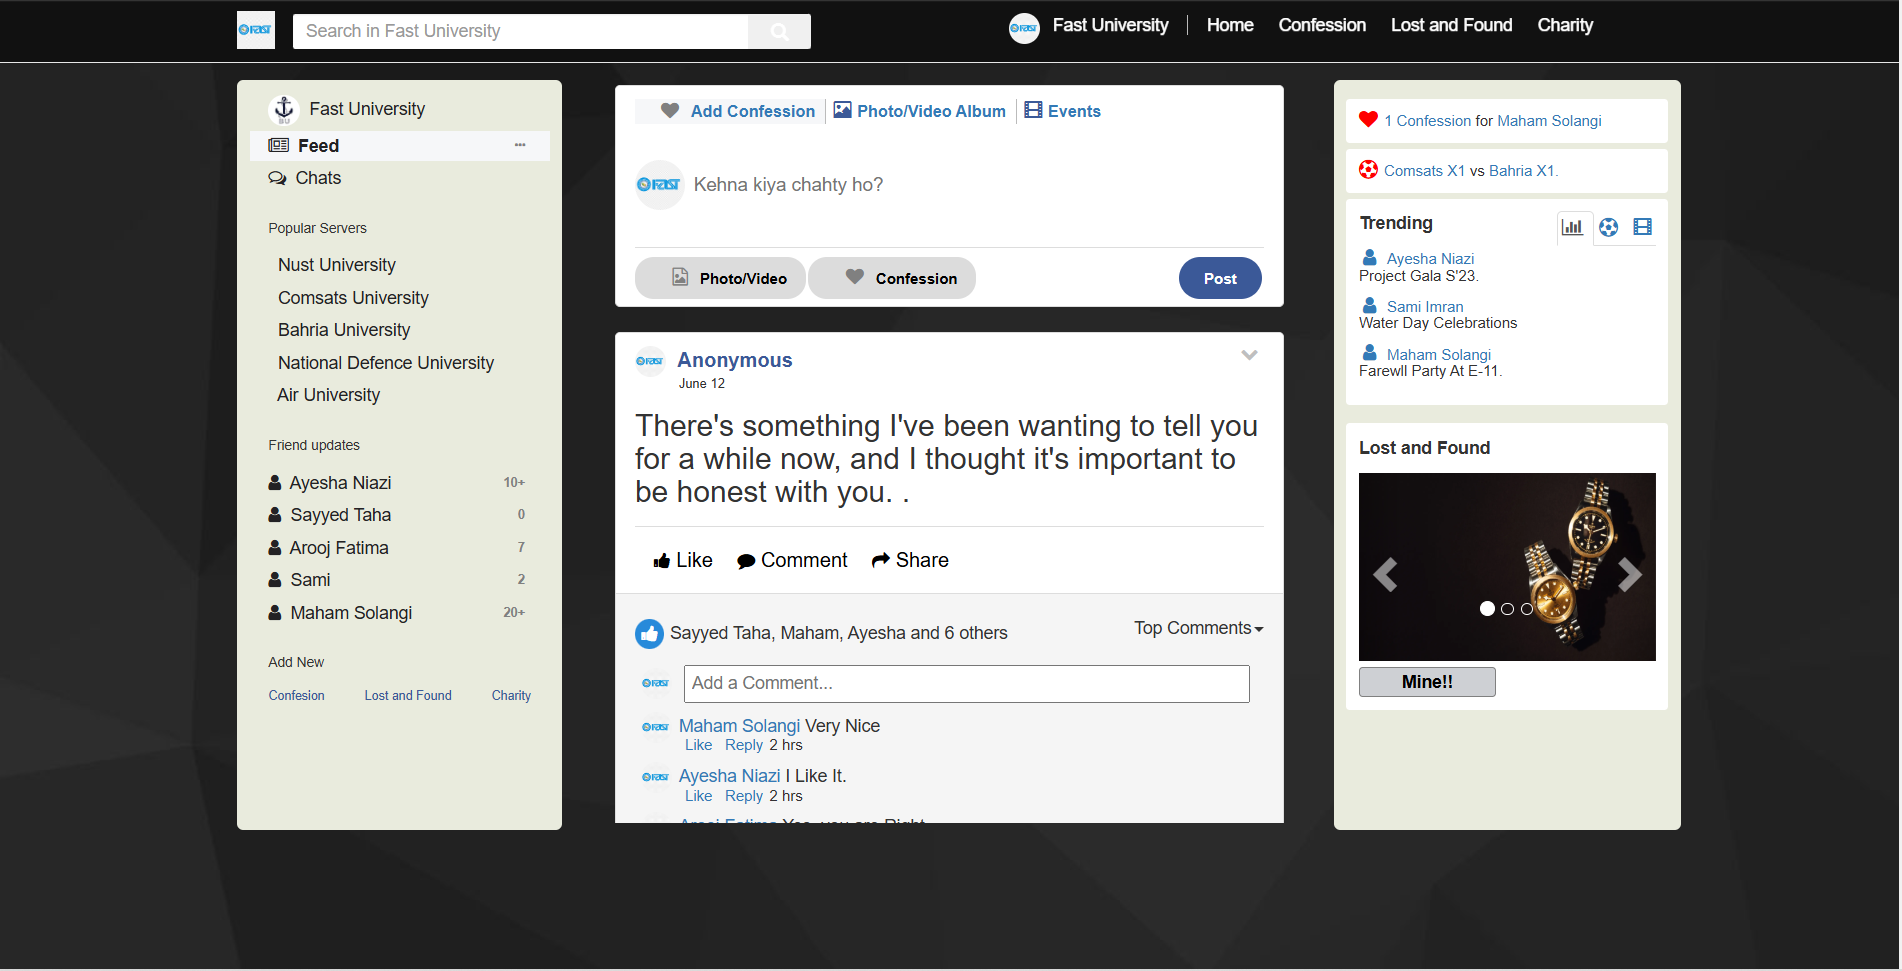 FAST
Search in Fast University
FAST
Fast University
Home
Confession
Lost and Found
Charity
BU
Fast University
Feed
Chats
Popular Servers
Nust University
Comsats University
Bahria University
National Defence University
Air University
Friend updates
Ayesha Niazi 10+
Sayyed Taha 0
Arooj Fatima 7
Sami 2
Maham Solangi 20+
Add New
Confesion Lost and Found Charity
Add Confession
Photo/Video Album
Events
FAST
Kehna kiya chahty ho?
Photo/Video
Confession
Post
FAST
Anonymous
June 12
There's something I've been wanting to tell you
for a while now, and I thought it's important to
be honest with you. .
Like Comment Share
Sayyed Taha, Maham, Ayesha and 6 others
Top Comments
FAST
Add a Comment...
FAST
Maham Solangi Very Nice
Like Reply 2 hrs
FAST
Ayesha Niazi I Like It.
Like Reply 2 hrs
Arooj Fatima Yes, you are Right
1 Confession for Maham Solangi
Comsats X1 vs Bahria X1.
Trending
Ayesha Niazi
Project Gala S'23.
Sami Imran
Water Day Celebrations
Maham Solangi
Farewll Party At E-11.
Lost and Found
Mine!!